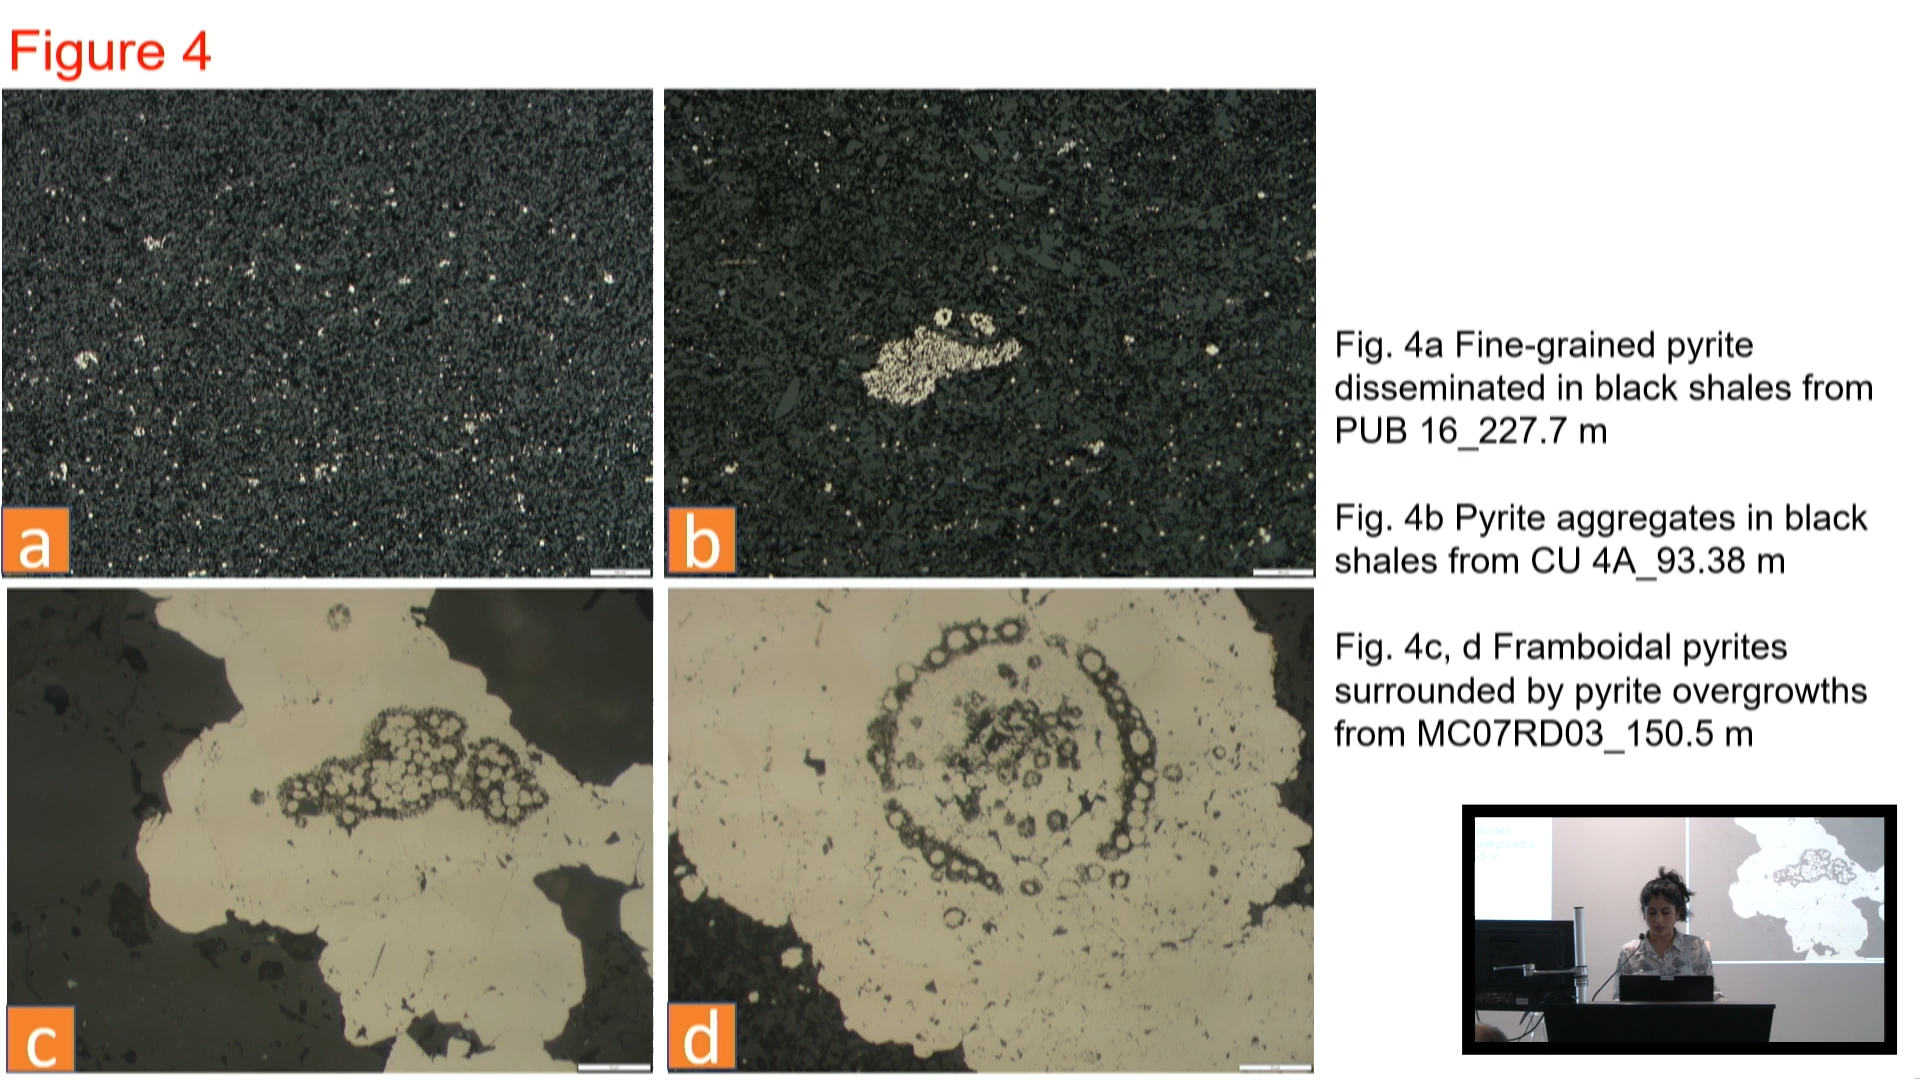 Figure 4
a
b
c
d
Fig. 4a Fine-grained pyrite
disseminated in black shales from
PUB 16_227.7 m
Fig. 4b Pyrite aggregates in black
shales from CU 4A_93.38 m
Fig. 4c, d Framboidal pyrites
surrounded by pyrite overgrowths
from MC07RD03_150.5 m